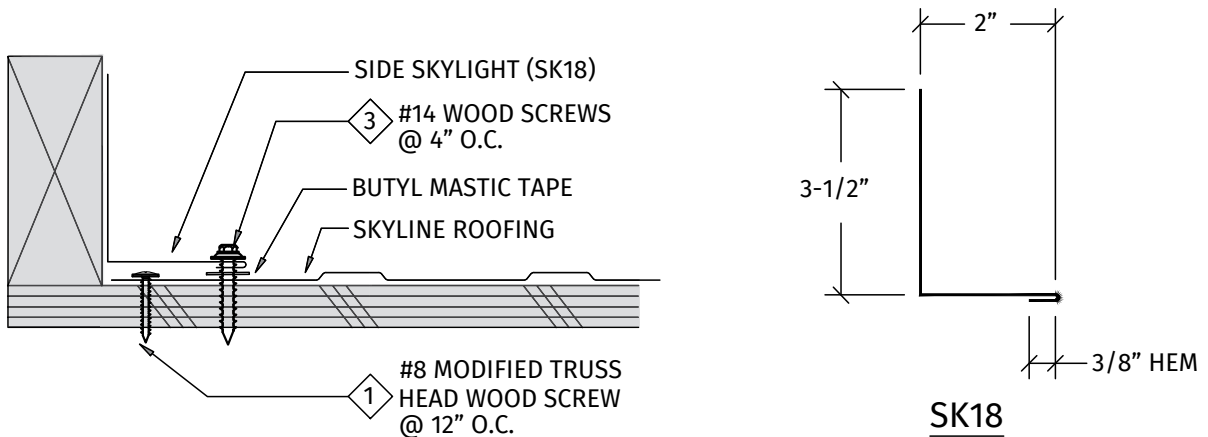 SIDE SKYLIGHT (SK18)
3
#14 WOOD SCREWS
@ 4” O.C.
BUTYL MASTIC TAPE
SKYLINE ROOFING
1
#8 MODIFIED TRUSS
HEAD WOOD SCREW
@ 12” O.C.
2”
3-1/2”
3/8” HEM
SK18